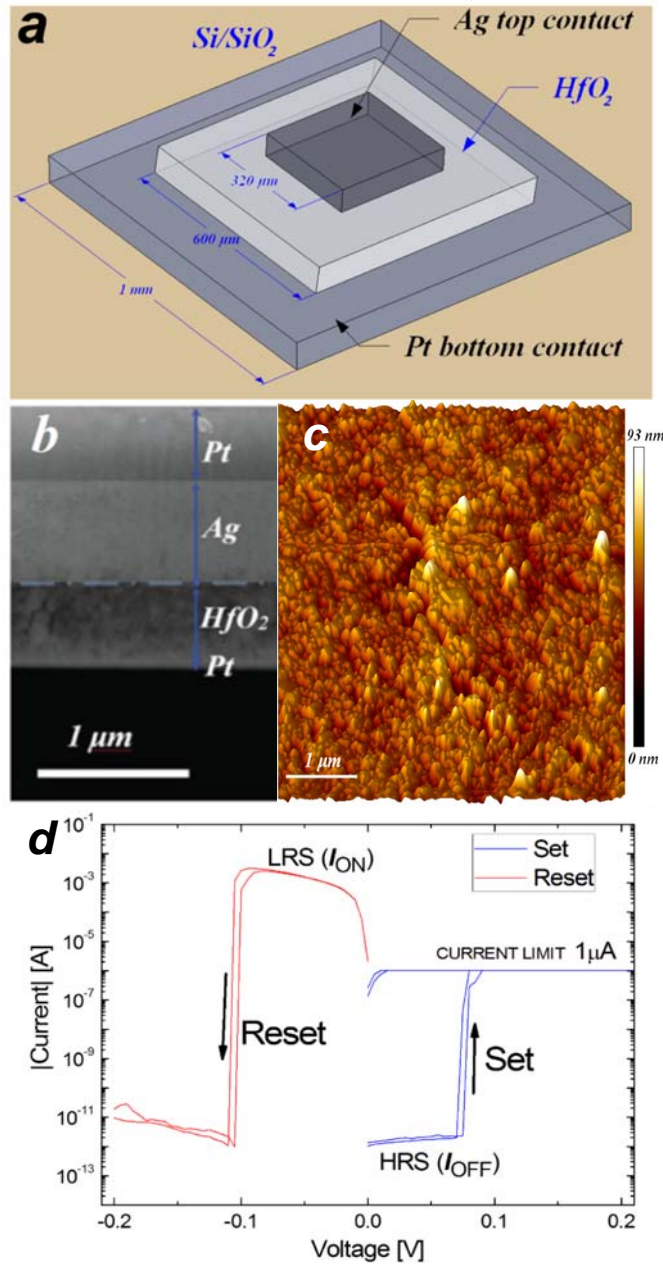 a
Ag top contact
Si/SiO2
HfO2
320 μm
600 μm
1 mm
Pt bottom contact
b
Pt
Ag
HfO2
Pt
1 μm
c
93 nm
1 μm
0 nm
d
10-1
10-3
10-5
10-7
10-9
10-11
10-13
|Current| [A]
LRS (ION)
Set
Reset
CURRENT LIMIT 1μA
Reset
Set
HRS (IOFF)
-0.2
-0.1
0.0
0.1
0.2
Voltage [V]